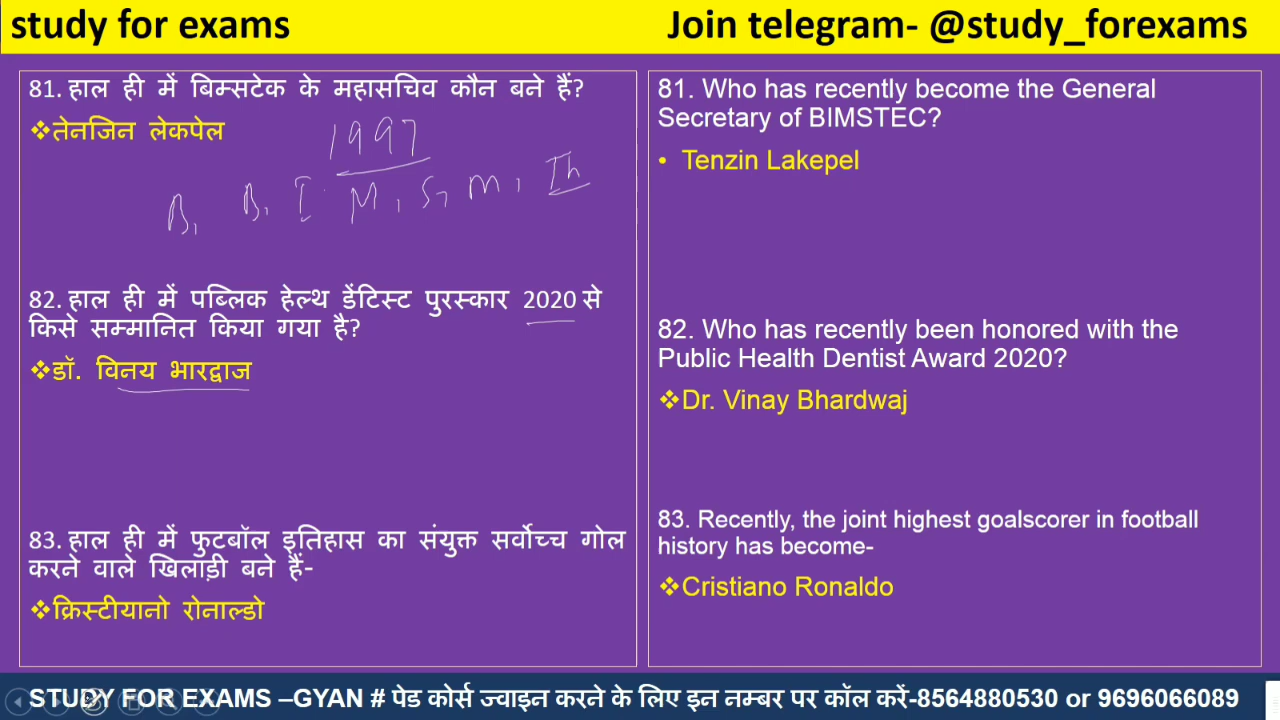 study for exams
Join telegram- @study_forexams
81. हाल ही में बिम्सटेक के महासचिव कौन बने हैं?
❖तेनजिन लेकपेल
1997
B, B, I, M, S, M, Th
82. हाल ही में पब्लिक हेल्थ डेंटिस्ट पुरस्कार 2020 से
किसे सम्मानित किया गया है?
❖डॉ. विनय भारद्वाज
83. हाल ही में फुटबॉल इतिहास का संयुक्त सर्वोच्च गोल
करने वाले खिलाड़ी बने हैं-
❖क्रिस्टीयानो रोनाल्डो
81. Who has recently become the General
Secretary of BIMSTEC?
• Tenzin Lakepel
82. Who has recently been honored with the
Public Health Dentist Award 2020?
❖Dr. Vinay Bhardwaj
83. Recently, the joint highest goalscorer in football
history has become-
❖Cristiano Ronaldo
STUDY FOR EXAMS –GYAN # पेड कोर्स ज्वाइन करने के लिए इन नम्बर पर कॉल करें-8564880530 or 9696066089